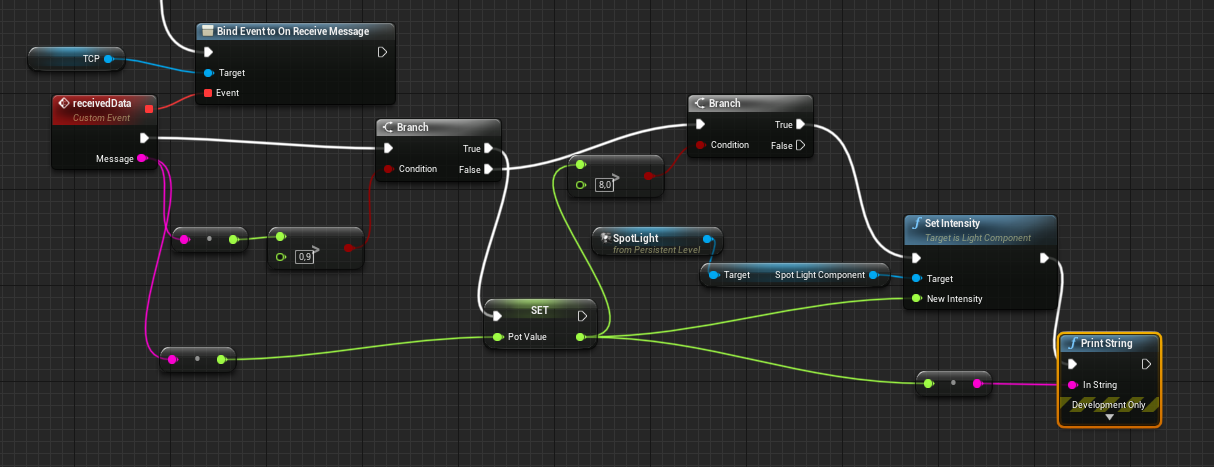 Bind Event to On Receive Message
TCP
Target
Event
receivedData
Custom Event
Message
Branch
True
Condition
False
Branch
True
Condition
False
>
8,0
>
0,9
SpotLight
from Persistent Level
Target
Spot Light Component
Set Intensity
Target is Light Component
Target
New Intensity
SET
Pot Value
Print String
In String
Development Only